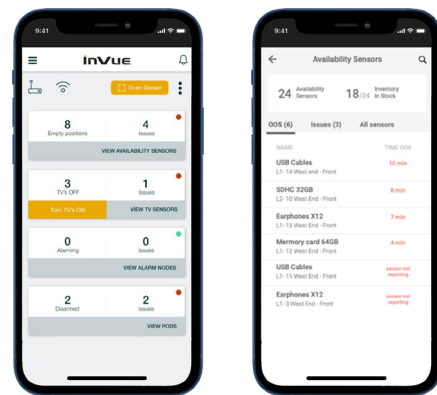 9:41
InVue
Scan Sensor
8
Empty positions
4
Issues
VIEW AVAILABILITY SENSORS
3
TV's OFF
1
Issues
Turn TV's ON
VIEW TV SENSORS
0
Alarming
0
Issues
VIEW ALARM NODES
2
Disarmed
2
Issues
VIEW PODS
9:41
Availability Sensors
24 Availability Sensors
18/24 Inventory In Stock
OOS (6) Issues (3) All sensors
NAME TIME OOS
USB Cables 10 min
L1- 14 West end - Front
SDHC 32GB 8 min
L2- 10 West end - Front
Earphones X12 7 min
L1- 13 West end - Front
Mermory card 64GB 4 min
L1- 12 West end - Front
USB Cables sensor not reporting
L1- 15 West end - Front
Earphones X12 sensor not reporting
L1- 3 West end - Front